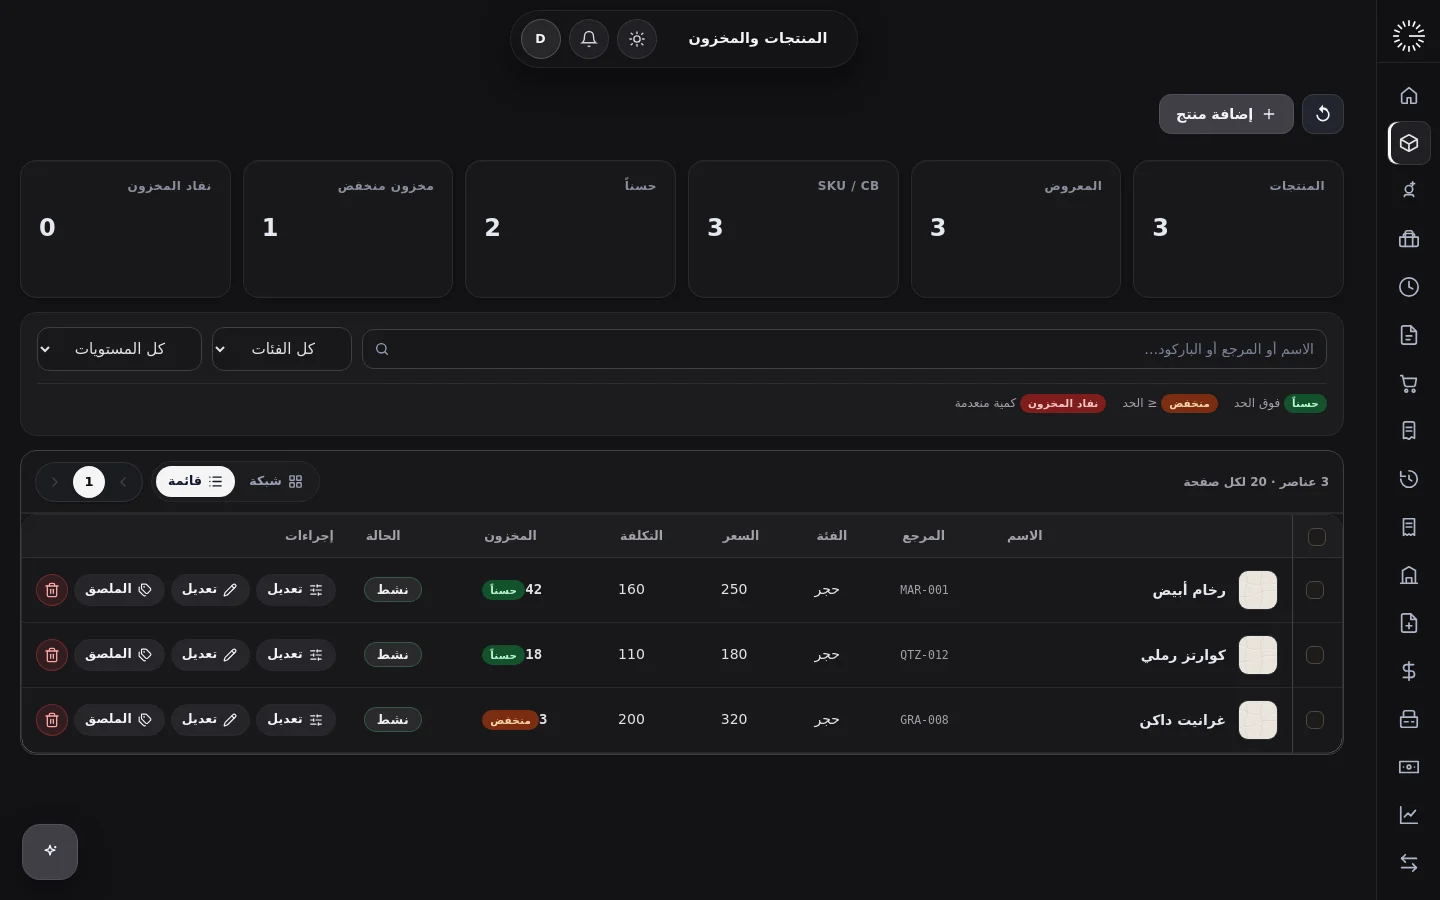 المنتجات والمخزون
D
إضافة منتج
المنتجات
3
المعروض
3
SKU / CB
3
حسناً
2
مخزون منخفض
1
نفاد المخزون
0
الاسم أو المرجع أو الباركود...
كل الفئات
كل المستويات
حسناً فوق الحد منخفض ≤ الحد نفاد المخزون كمية منعدمة
3 عناصر · 20 لكل صفحة
شبكة
قائمة
1
الاسم المرجع الفئة السعر التكلفة المخزون الحالة إجراءات
رخام أبيض MAR-001 حجر 250 160 42 حسناً نشط تعديل تعديل الملصق
كوارتز رملي QTZ-012 حجر 180 110 18 حسناً نشط تعديل تعديل الملصق
غرانيت داكن GRA-008 حجر 320 200 3 منخفض نشط تعديل تعديل الملصق